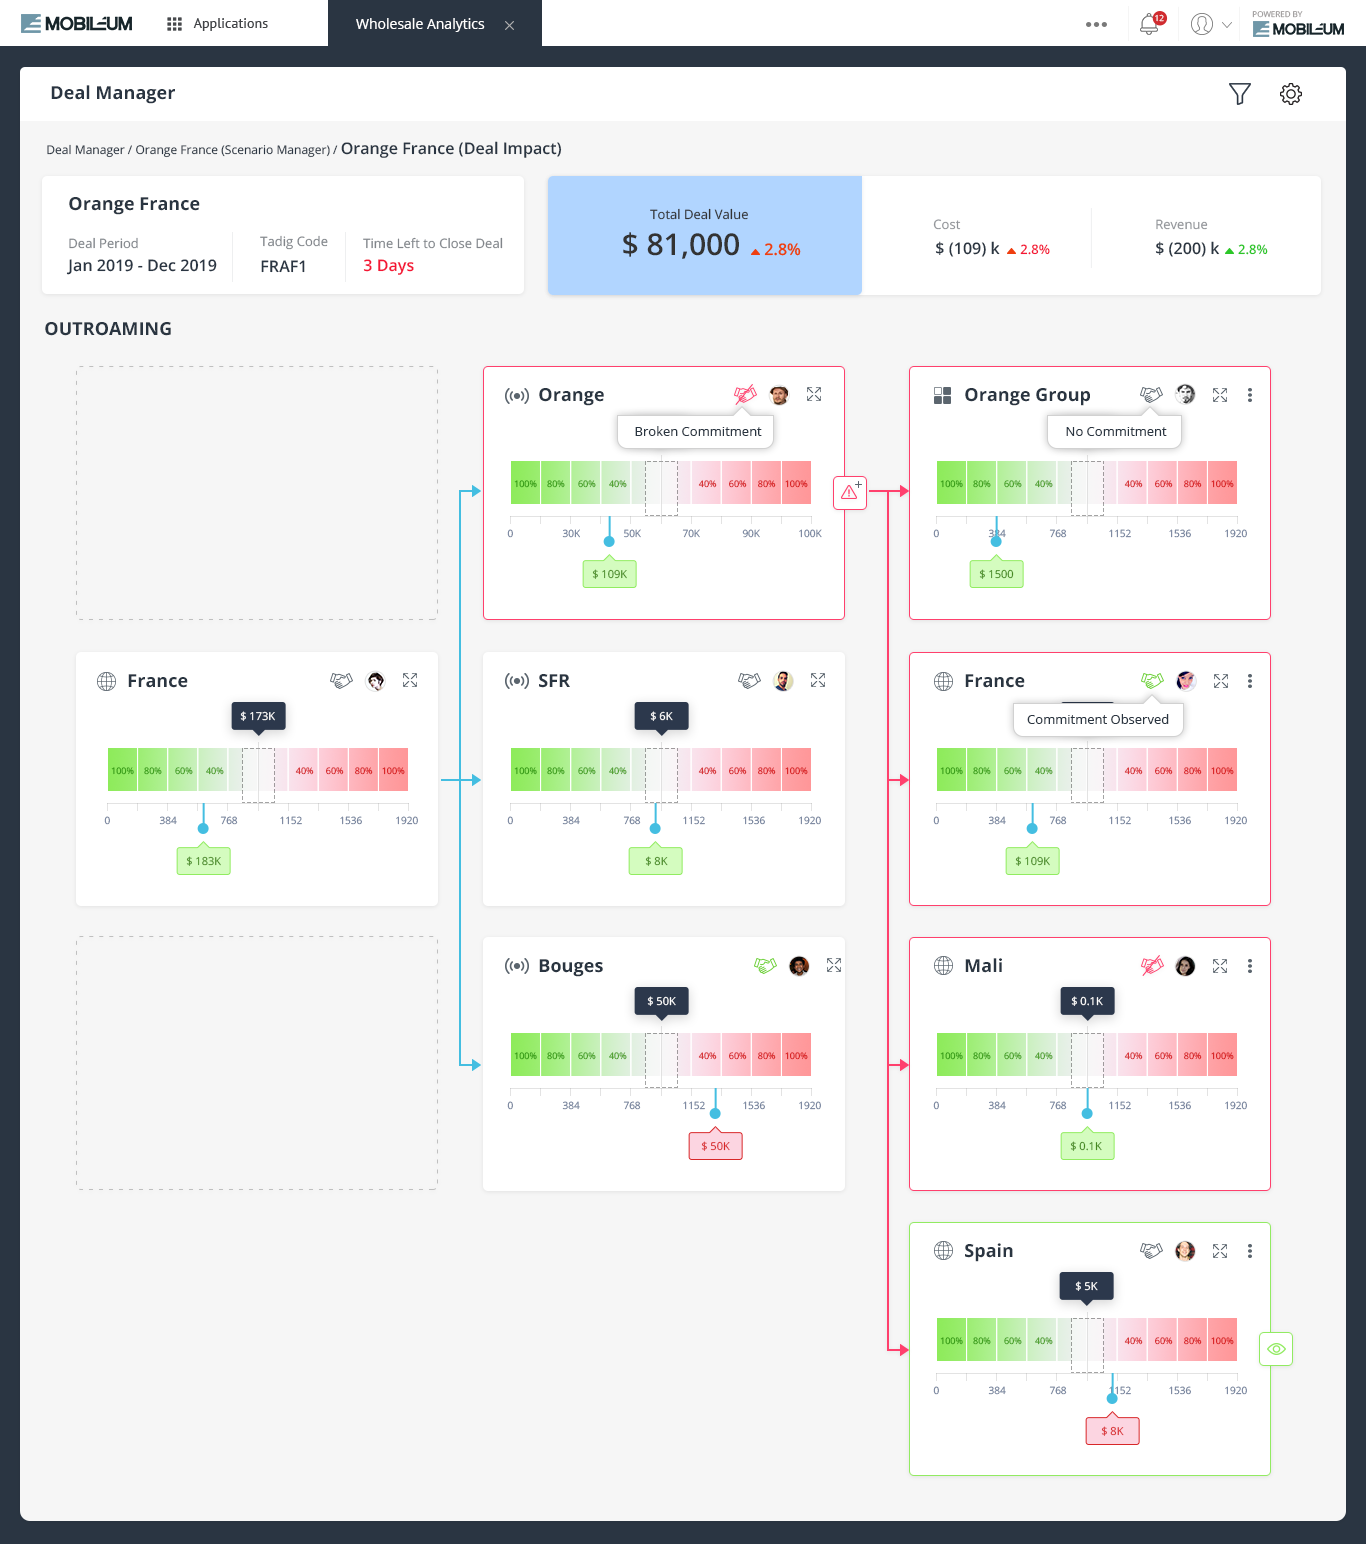 MOBILEUM
Applications
Wholesale Analytics
12
POWERED BY
MOBILEUM
Deal Manager
Deal Manager / Orange France (Scenario Manager) / Orange France (Deal Impact)
Orange France
Deal Period
Jan 2019 - Dec 2019
Tadig Code
FRAF1
Time Left to Close Deal
3 Days
Total Deal Value
$ 81,000 2.8%
Cost
$ (109) k 2.8%
Revenue
$ (200) k 2.8%
OUTROAMING
Orange
Broken Commitment
100% 80% 60% 40% 40% 60% 80% 100%
0 30K 50K 70K 90K 100K
$ 109K
Orange Group
No Commitment
100% 80% 60% 40% 40% 60% 80% 100%
0 384 768 1152 1536 1920
$ 1500
France
$ 173K
100% 80% 60% 40% 40% 60% 80% 100%
0 384 768 1152 1536 1920
$ 183K
SFR
$ 6K
100% 80% 60% 40% 40% 60% 80% 100%
0 384 768 1152 1536 1920
$ 8K
France
Commitment Observed
100% 80% 60% 40% 40% 60% 80% 100%
0 384 768 1152 1536 1920
$ 109K
Bouges
$ 50K
100% 80% 60% 40% 40% 60% 80% 100%
0 384 768 1152 1536 1920
$ 50K
Mali
$ 0.1K
100% 80% 60% 40% 40% 60% 80% 100%
0 384 768 1152 1536 1920
$ 0.1K
Spain
$ 5K
100% 80% 60% 40% 40% 60% 80% 100%
0 384 768 1152 1536 1920
$ 8K